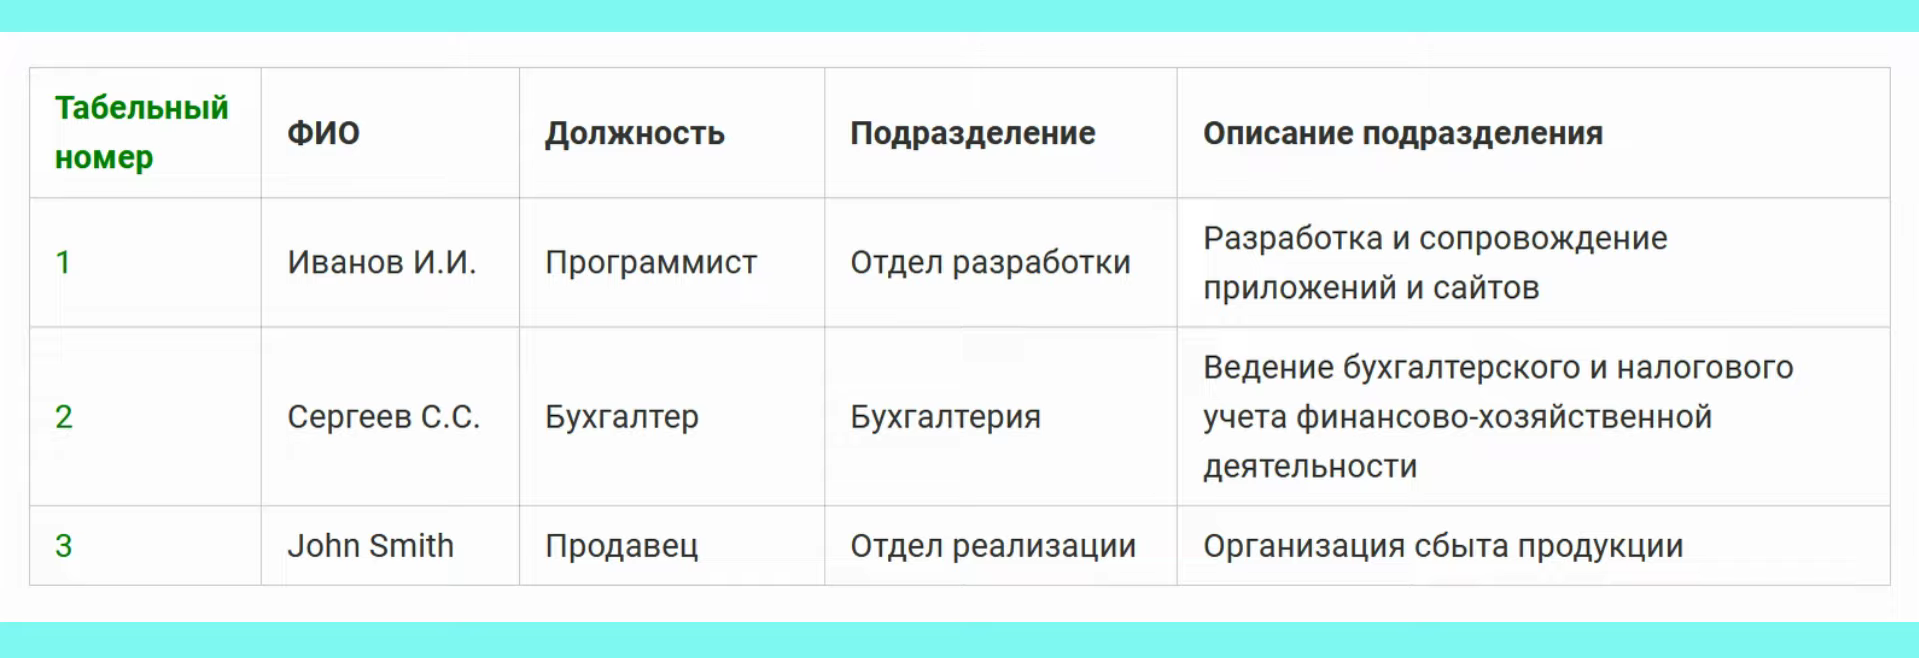 Табельный
номер
ФИО
Должность
Подразделение
Описание подразделения
1
Иванов И.И.
Программист
Отдел разработки
Разработка и сопровождение
приложений и сайтов
2
Сергеев С.С.
Бухгалтер
Бухгалтерия
Ведение бухгалтерского и налогового
учета финансово-хозяйственной
деятельности
3
John Smith
Продавец
Отдел реализации
Организация сбыта продукции